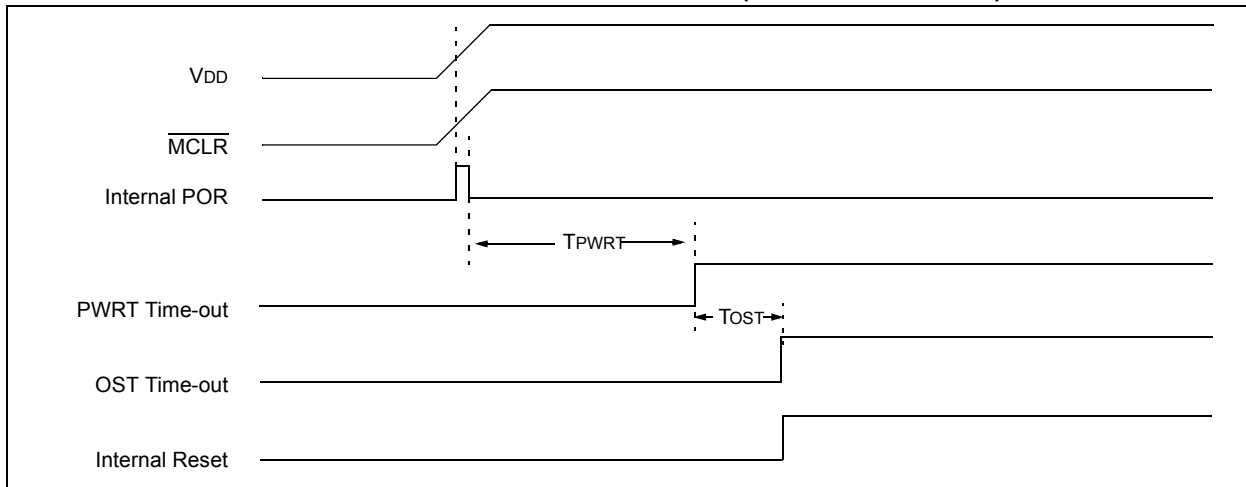 VDD
MCLR
Internal POR
TPWRT
PWRT Time-out
TOST
OST Time-out
Internal Reset